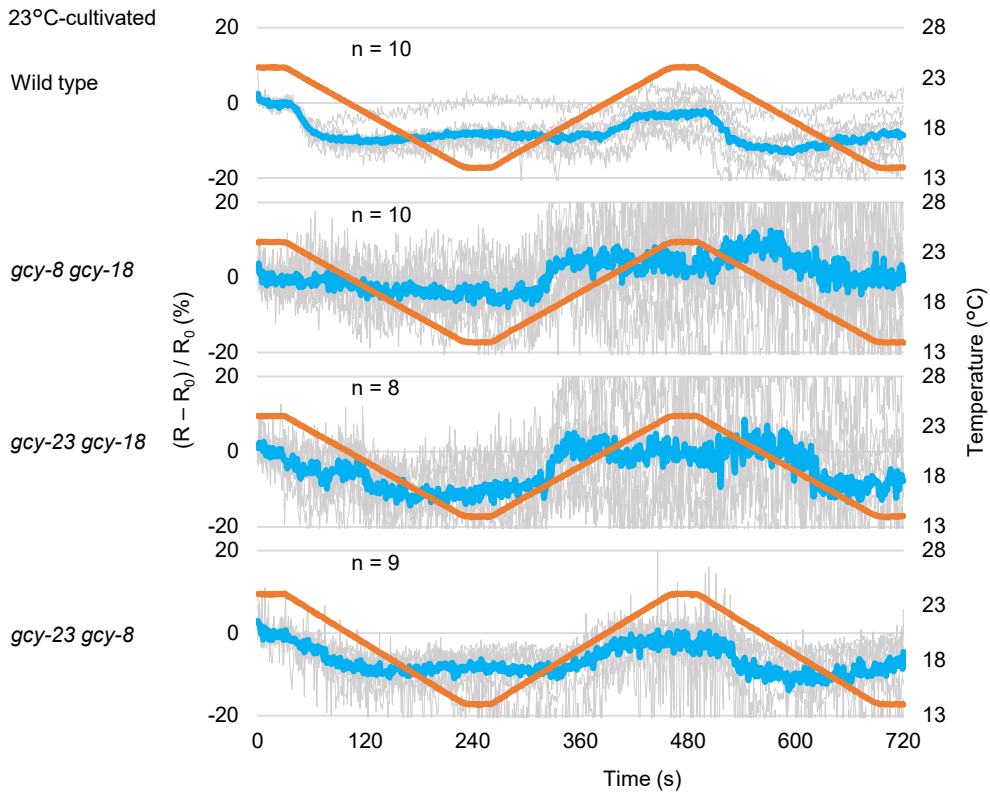 23°C-cultivated
20
28
n = 10
Wild type
23
0
18
-20
13
20
28
n = 10
23
gcy-8 gcy-18
0
18
-20
13
(R − R₀) / R₀ (%)
Temperature (°C)
20
28
n = 8
23
gcy-23 gcy-18
0
18
-20
13
20
28
n = 9
23
gcy-23 gcy-8
0
18
-20
13
0 120 240 360 480 600 720
Time (s)